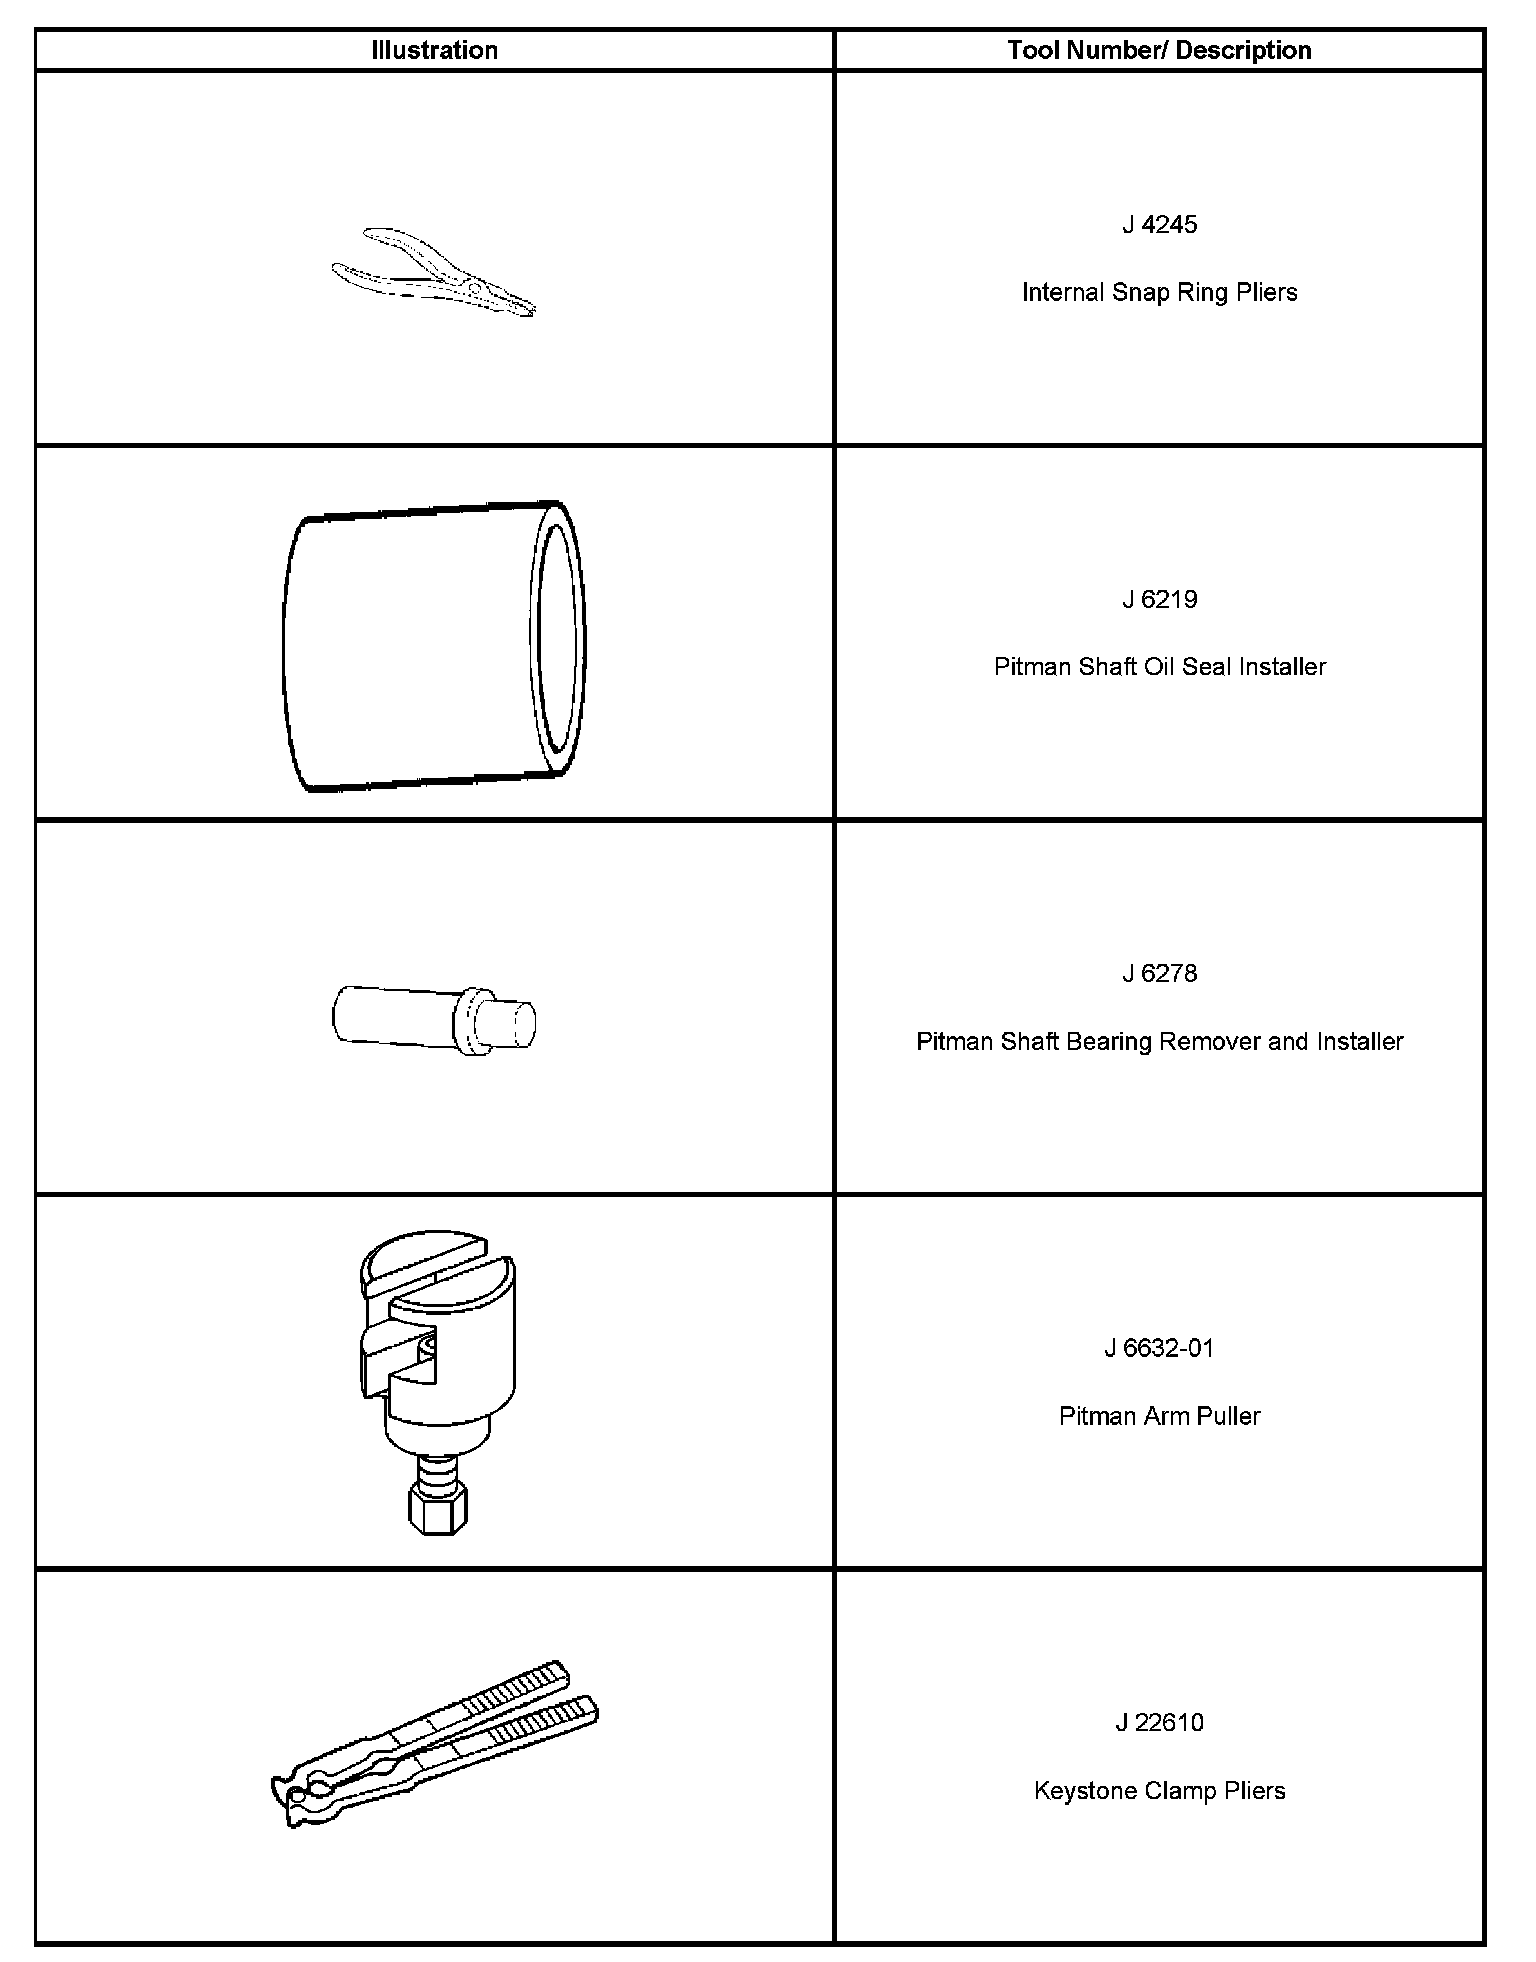 Illustration
Tool Number/ Description
J 4245
Internal Snap Ring Pliers
J 6219
Pitman Shaft Oil Seal Installer
J 6278
Pitman Shaft Bearing Remover and Installer
J 6632-01
Pitman Arm Puller
J 22610
Keystone Clamp Pliers